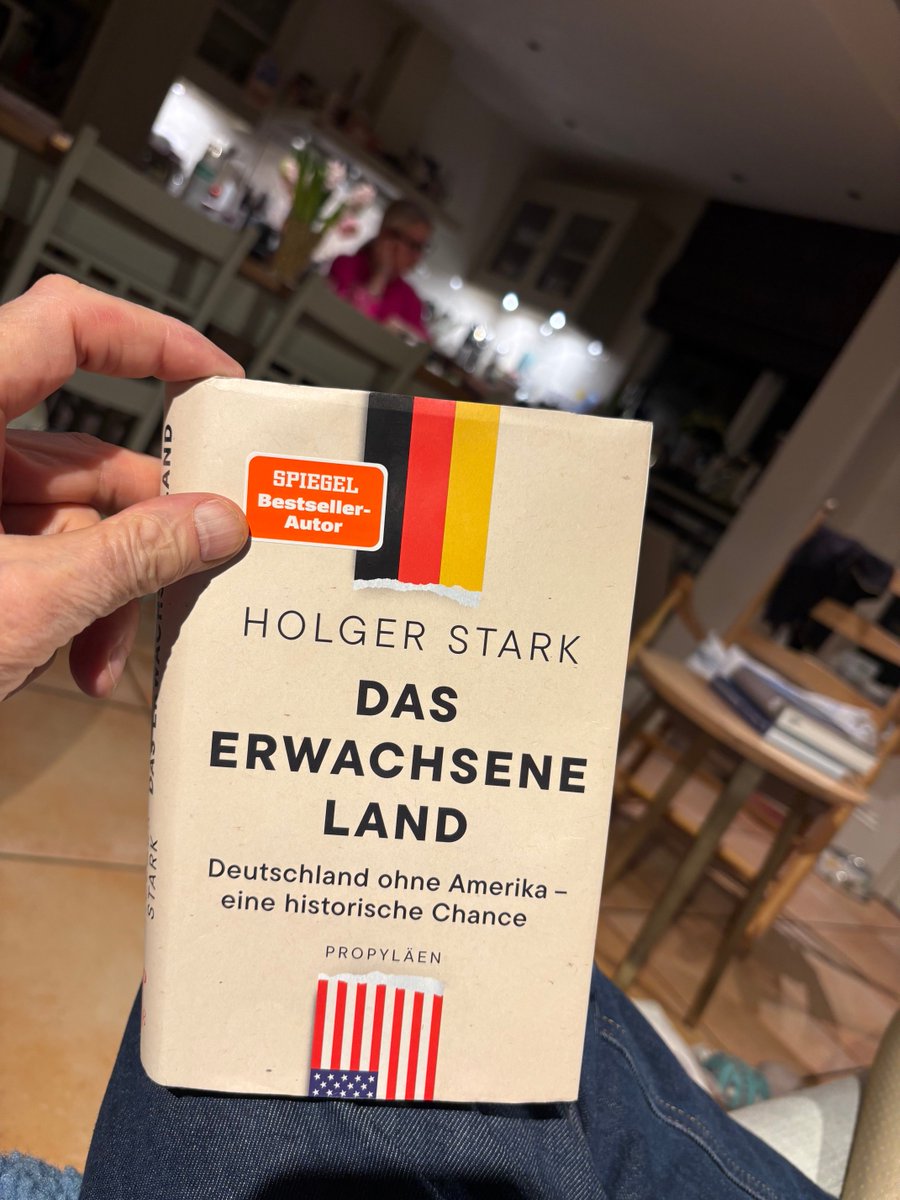 SPIEGEL
Bestseller-
Autor
HOLGER STARK
DAS
ERWACHSENE
LAND
Deutschland ohne Amerika –
eine historische Chance
PROPYLÄEN
STARK